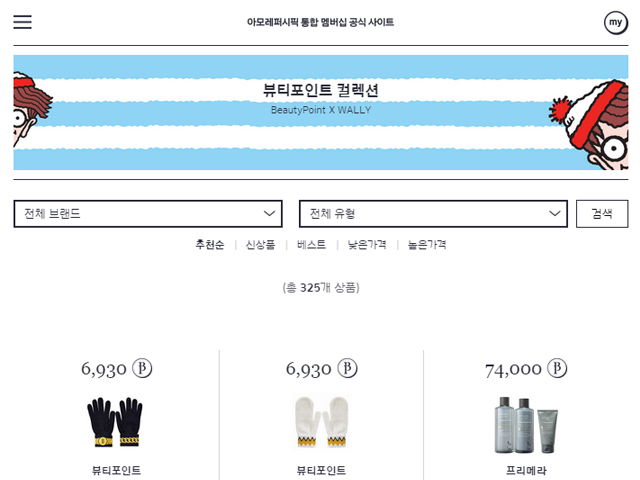 아모레퍼시픽 통합 멤버십 공식 사이트
my
뷰티포인트 컬렉션
BeautyPoint X WALLY
전체 브랜드
전체 유형
검색
추천순 | 신상품 | 베스트 | 낮은가격 | 높은가격
(총 325개 상품)
6,930 β
6,930 β
74,000 β
뷰티포인트
뷰티포인트
프리메라